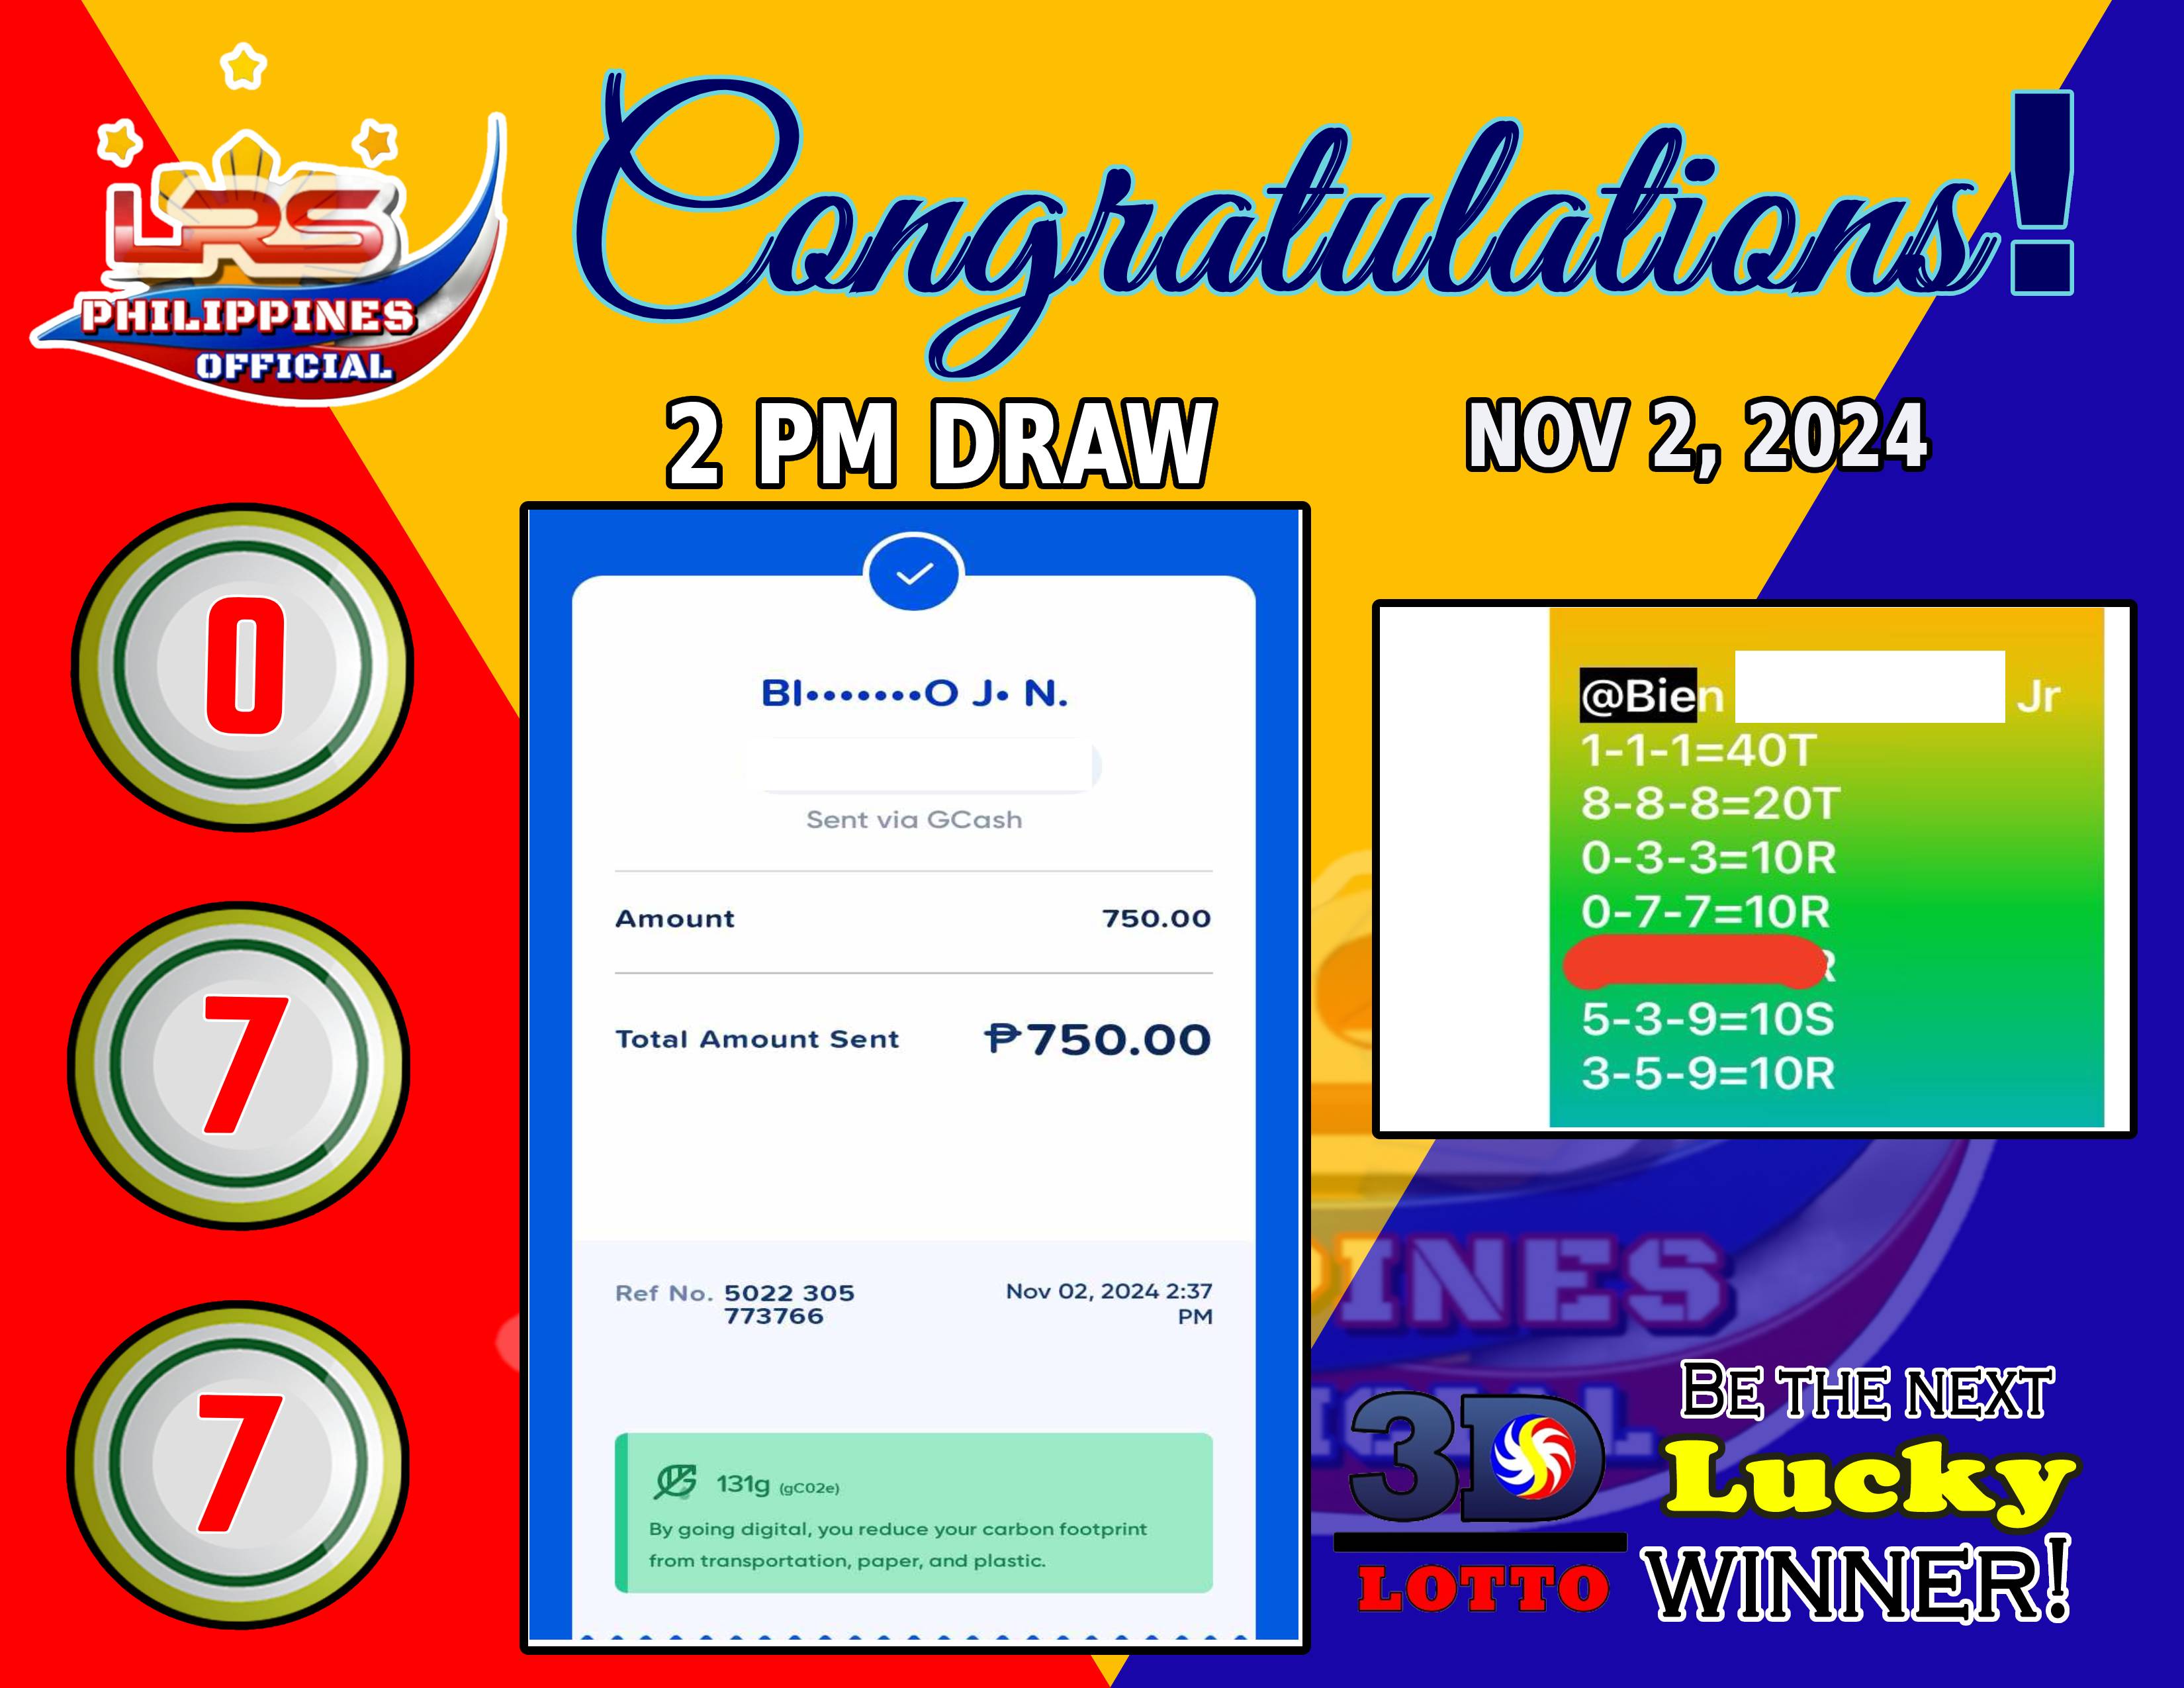 LRS
PHILIPPINES
OFFICIAL
Congratulations!
2 PM DRAW
NOV 2, 2024
0
7
7
BI•••••••O J• N.
Sent via GCash
Amount 750.00
Total Amount Sent ₱750.00
Ref No. 5022 305
773766
Nov 02, 2024 2:37
PM
131g (gCO2e)
By going digital, you reduce your carbon footprint
from transportation, paper, and plastic.
@Bien Jr
1-1-1=40T
8-8-8=20T
0-3-3=10R
0-7-7=10R
R
5-3-9=10S
3-5-9=10R
PINES
ICIAL
3D
LOTTO
BE THE NEXT
Lucky
WINNER!